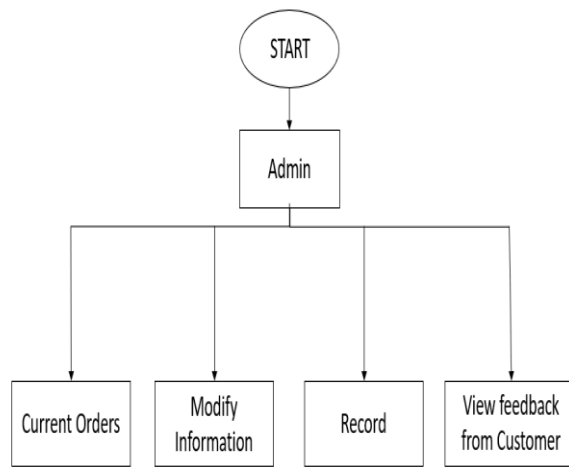 START
Admin
Current Orders
Modify
Information
Record
View feedback
from Customer